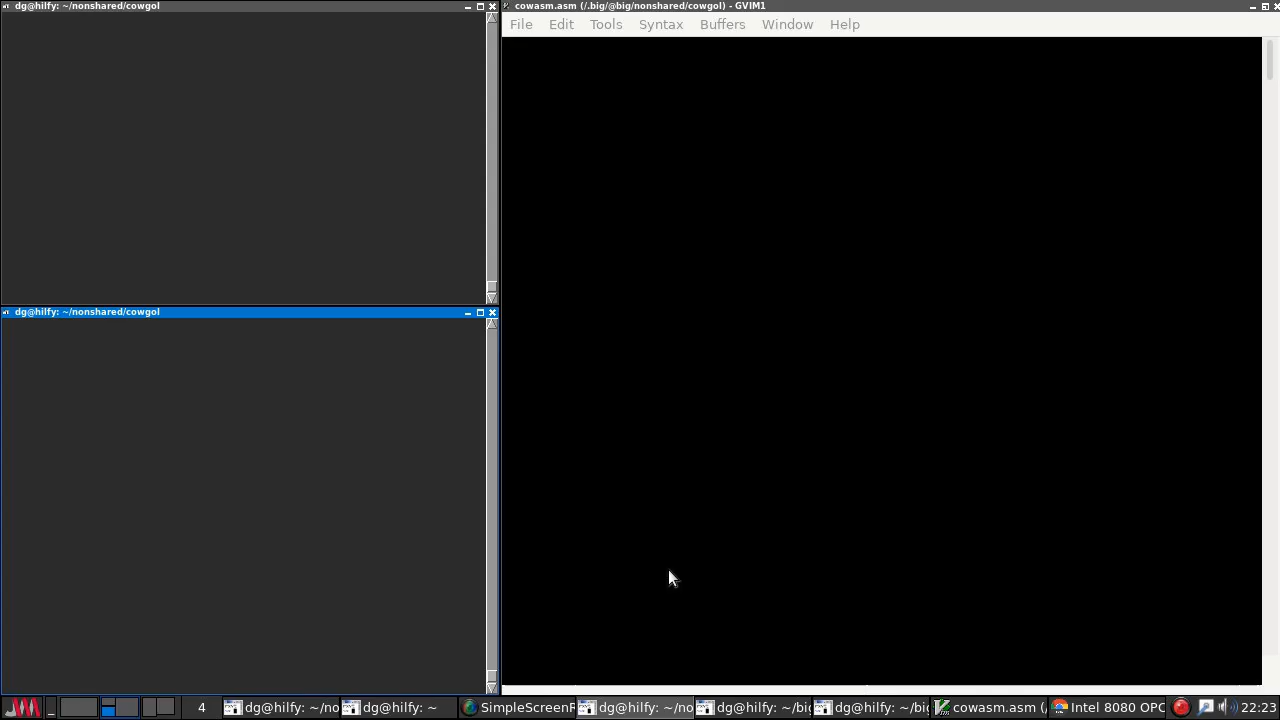 dg@hilfy: ~/nonshared/cowgol
cowasm.asm (/.big/@big/nonshared/cowgol) - GVIM1
File Edit Tools Syntax Buffers Window Help
dg@hilfy: ~/nonshared/cowgol
4 dg@hilfy: ~/no dg@hilfy: ~ SimpleScreenR dg@hilfy: ~/no dg@hilfy: ~/big dg@hilfy: ~/big cowasm.asm (/ Intel 8080 OPC 22:23